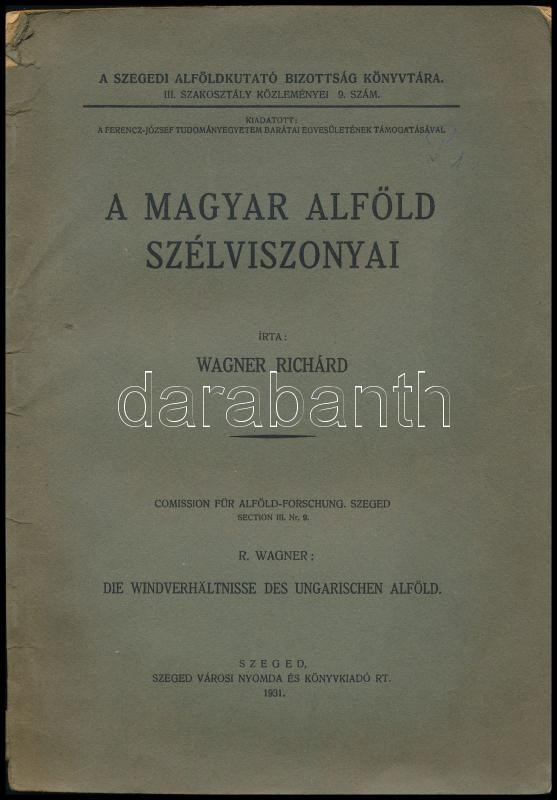 A SZEGEDI ALFÖLDKUTATÓ BIZOTTSÁG KÖNYVTÁRA.
III. SZAKOSZTÁLY KÖZLEMÉNYEI 9. SZÁM.
KIADATOTT:
A FERENCZ-JÓZSEF TUDOMÁNYEGYETEM BARÁTAI EGYESÜLETÉNEK TÁMOGATÁSÁVAL
A MAGYAR ALFÖLD
SZÉLVISZONYAI
ÍRTA:
WAGNER RICHÁRD
darabanth
COMISSION FÜR ALFÖLD-FORSCHUNG. SZEGED
SECTION III. Nr. 9.
R. WAGNER:
DIE WINDVERHÄLTNISSE DES UNGARISCHEN ALFÖLD.
SZEGED,
SZEGED VÁROSI NYOMDA ÉS KÖNYVKIADÓ RT.
1931.